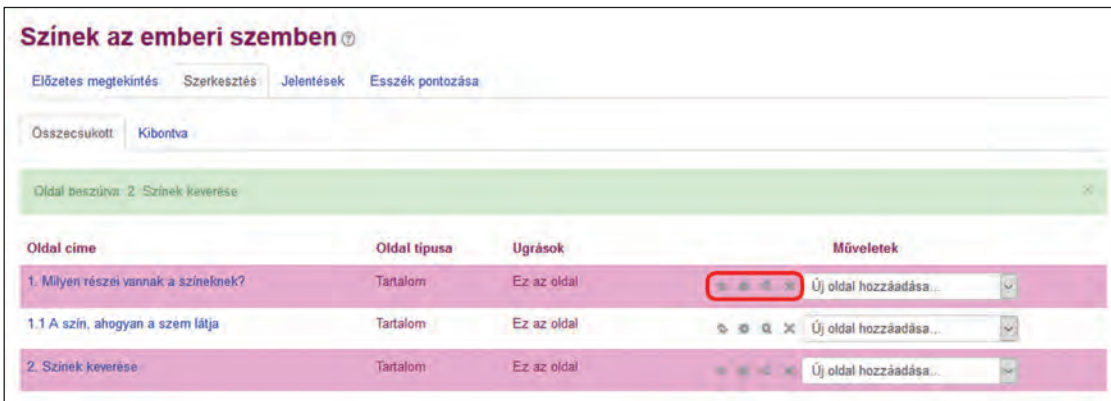 Színek az emberi szemben
Előzetes megtekintés Szerkesztés Jelentések Esszék pontozása
Összecsukott Kibontva
Oldal beszúrva: 2. Színek keverése
Oldal címe Oldal típusa Ugrások Műveletek
1. Milyen részei vannak a színeknek? Tartalom Ez az oldal Új oldal hozzáadása...
1.1 A szín, ahogyan a szem látja Tartalom Ez az oldal Új oldal hozzáadása...
2. Színek keverése Tartalom Ez az oldal Új oldal hozzáadása...